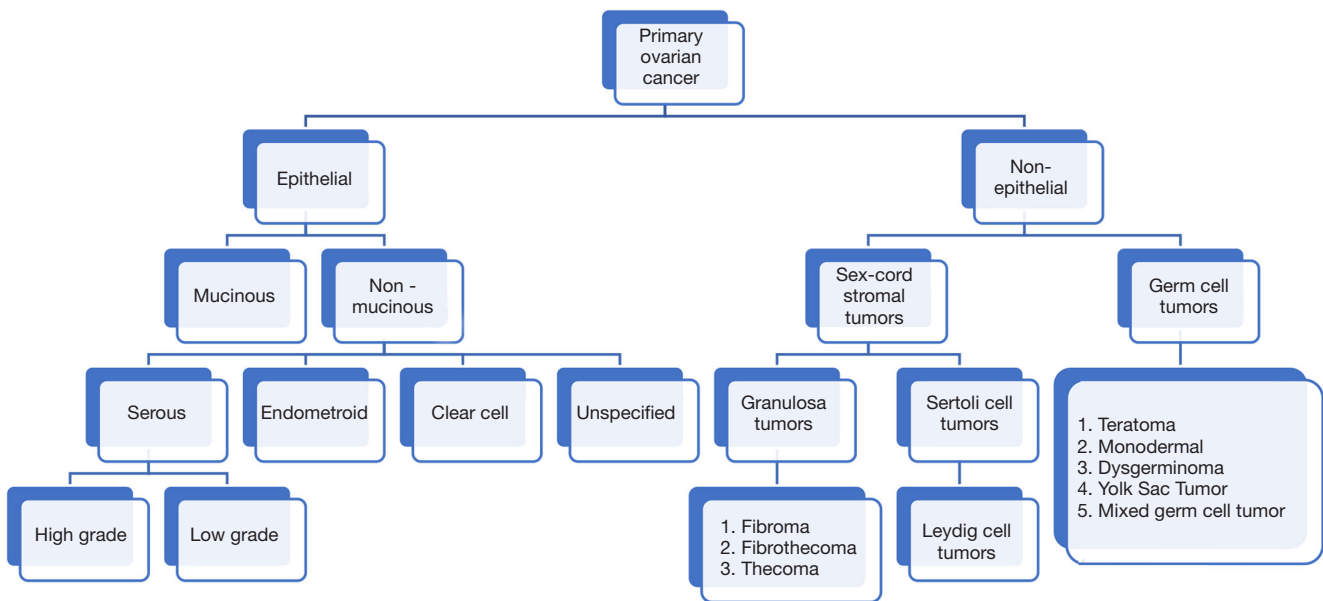 Primary
ovarian
cancer
Epithelial
Non-
epithelial
Mucinous
Non -
mucinous
Sex-cord
stromal
tumors
Germ cell
tumors
Serous
Endometroid
Clear cell
Unspecified
Granulosa
tumors
Sertoli cell
tumors
1. Teratoma
2. Monodermal
3. Dysgerminoma
4. Yolk Sac Tumor
5. Mixed germ cell tumor
High grade
Low grade
1. Fibroma
2. Fibrothecoma
3. Thecoma
Leydig cell
tumors